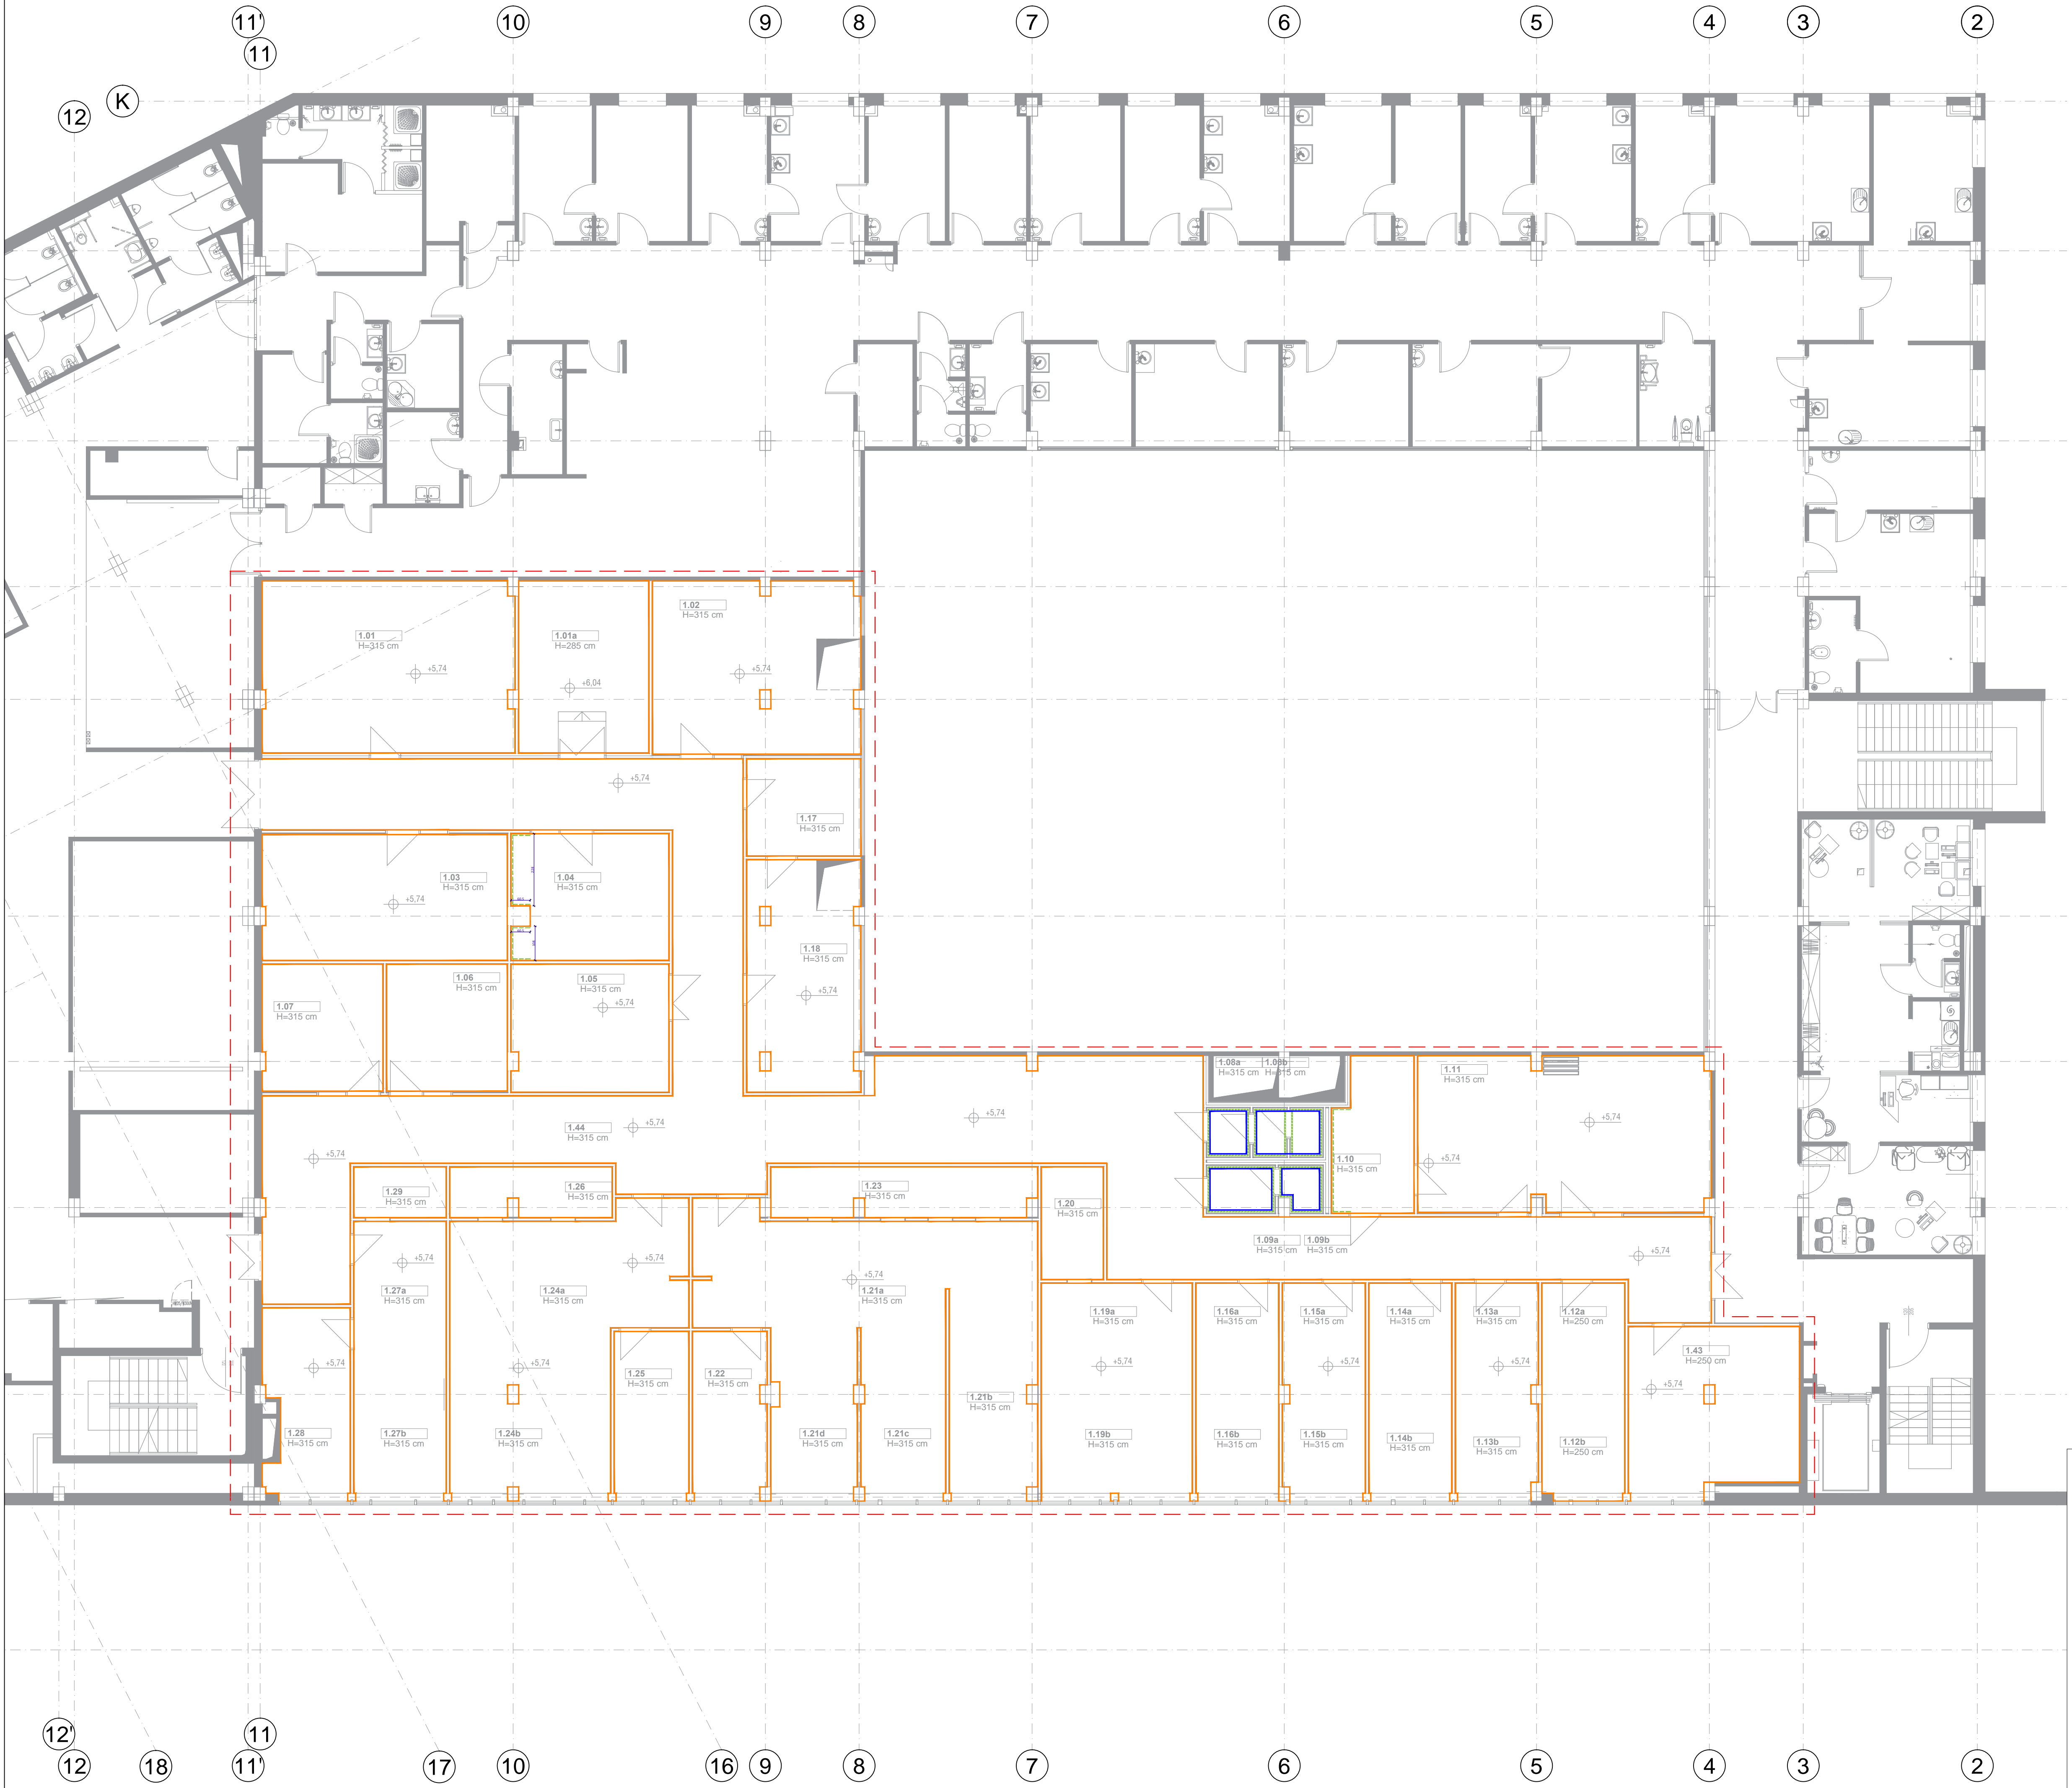 11'
10
9
8
7
6
5
4
3
2
11
K
12
1.02
H=315 cm
1.01
H=315 cm
1.01a
H=285 cm
+5,74
+5,74
+6,04
+5,74
1.17
H=315 cm
1.03
H=315 cm
1.04
H=315 cm
+5,74
1.18
H=315 cm
1.06
H=315 cm
1.05
H=315 cm
+5,74
1.07
H=315 cm
+5,74
1.08a
H=315 cm
1.08b
H=315 cm
1.11
H=315 cm
1.44
H=315 cm
+5,74
+5,74
+5,74
+5,74
1.10
H=315 cm
+5,74
1.29
H=315 cm
1.26
H=315 cm
1.23
H=315 cm
1.20
H=315 cm
1.09a
H=315 cm
1.09b
H=315 cm
+5,74
+5,74
+5,74
+5,74
1.27a
H=315 cm
1.24a
H=315 cm
1.21a
H=315 cm
1.19a
H=315 cm
1.16a
H=315 cm
1.15a
H=315 cm
1.14a
H=315 cm
1.13a
H=315 cm
1.12a
H=250 cm
1.43
H=250 cm
+5,74
+5,74
1.25
H=315 cm
1.22
H=315 cm
+5,74
+5,74
+5,74
+5,74
1.21b
H=315 cm
1.28
H=315 cm
1.27b
H=315 cm
1.24b
H=315 cm
1.21d
H=315 cm
1.21c
H=315 cm
1.19b
H=315 cm
1.16b
H=315 cm
1.15b
H=315 cm
1.14b
H=315 cm
1.13b
H=315 cm
1.12b
H=250 cm
12'
11
12
18
11'
17
10
16
9
8
7
6
5
4
3
2